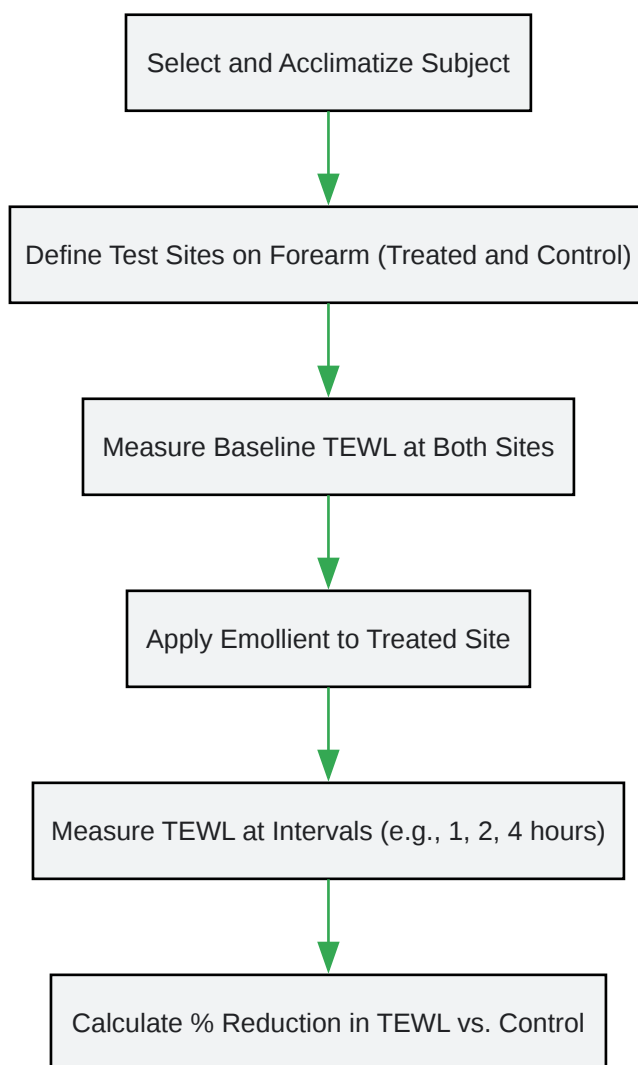 Select and Acclimatize Subject
Define Test Sites on Forearm (Treated and Control)
Measure Baseline TEWL at Both Sites
Apply Emollient to Treated Site
Measure TEWL at Intervals (e.g., 1, 2, 4 hours)
Calculate % Reduction in TEWL vs. Control